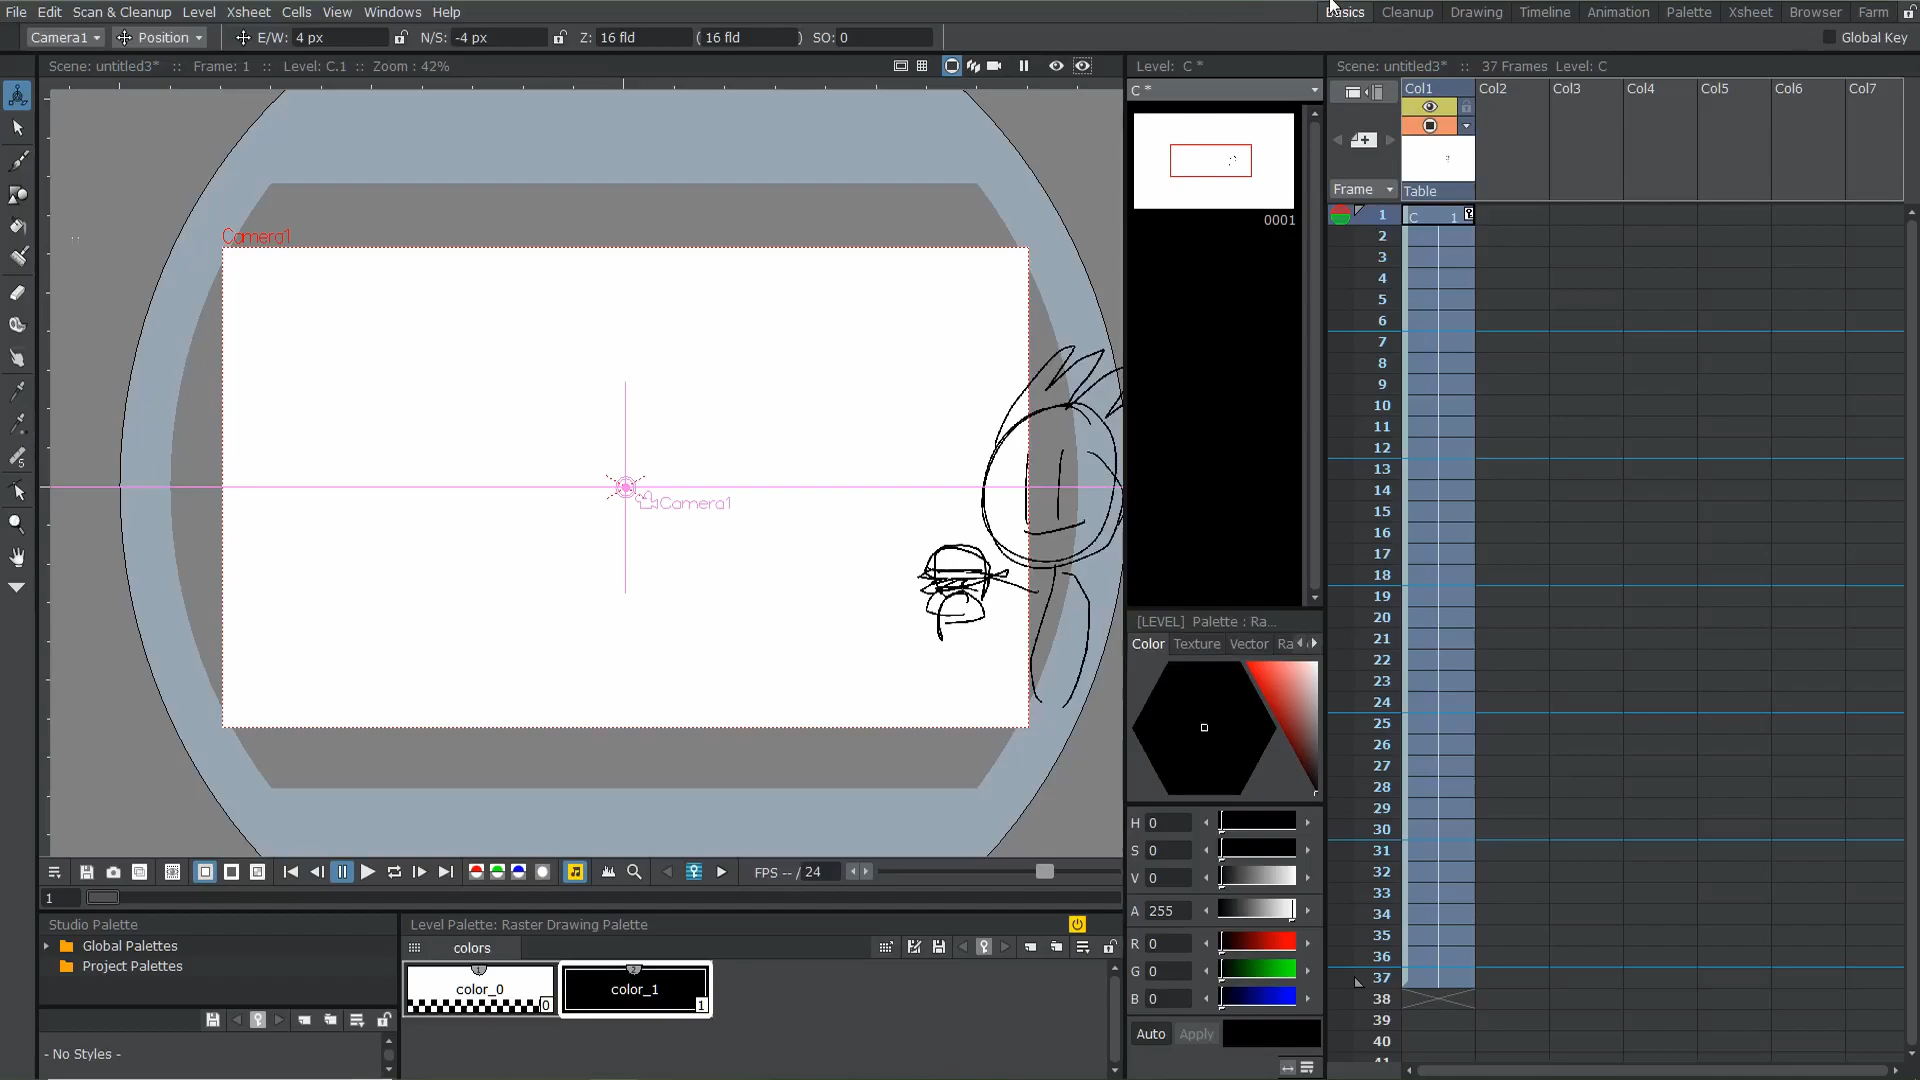 File Edit Scan & Cleanup Level Xsheet Cells View Windows Help
Basics Cleanup Drawing Timeline Animation Palette Xsheet Browser Farm
Camera1 Position E/W: 4 px N/S: -4 px Z: 16 fld ( 16 fld ) SO: 0 Global Key
Scene: untitled3* :: Frame: 1 :: Level: C.1 :: Zoom : 42%
Level: C *
Scene: untitled3* :: 37 Frames Level: C
C *
Col1 Col2 Col3 Col4 Col5 Col6 Col7
Frame
Table
0001
Camera1
Camera1
C 1
1
2
3
4
5
6
7
8
9
10
11
12
13
14
15
16
17
18
19
20
21
22
23
24
25
26
27
28
29
30
31
32
33
34
35
36
37
38
39
40
41
[LEVEL] Palette : Ra...
Color Texture Vector Ra
H 0
S 0
V 0
A 255
R 0
G 0
B 0
Auto Apply
FPS -- / 24
1
Studio Palette
Global Palettes
Project Palettes
- No Styles -
Level Palette: Raster Drawing Palette
colors
color_0 0
color_1 1